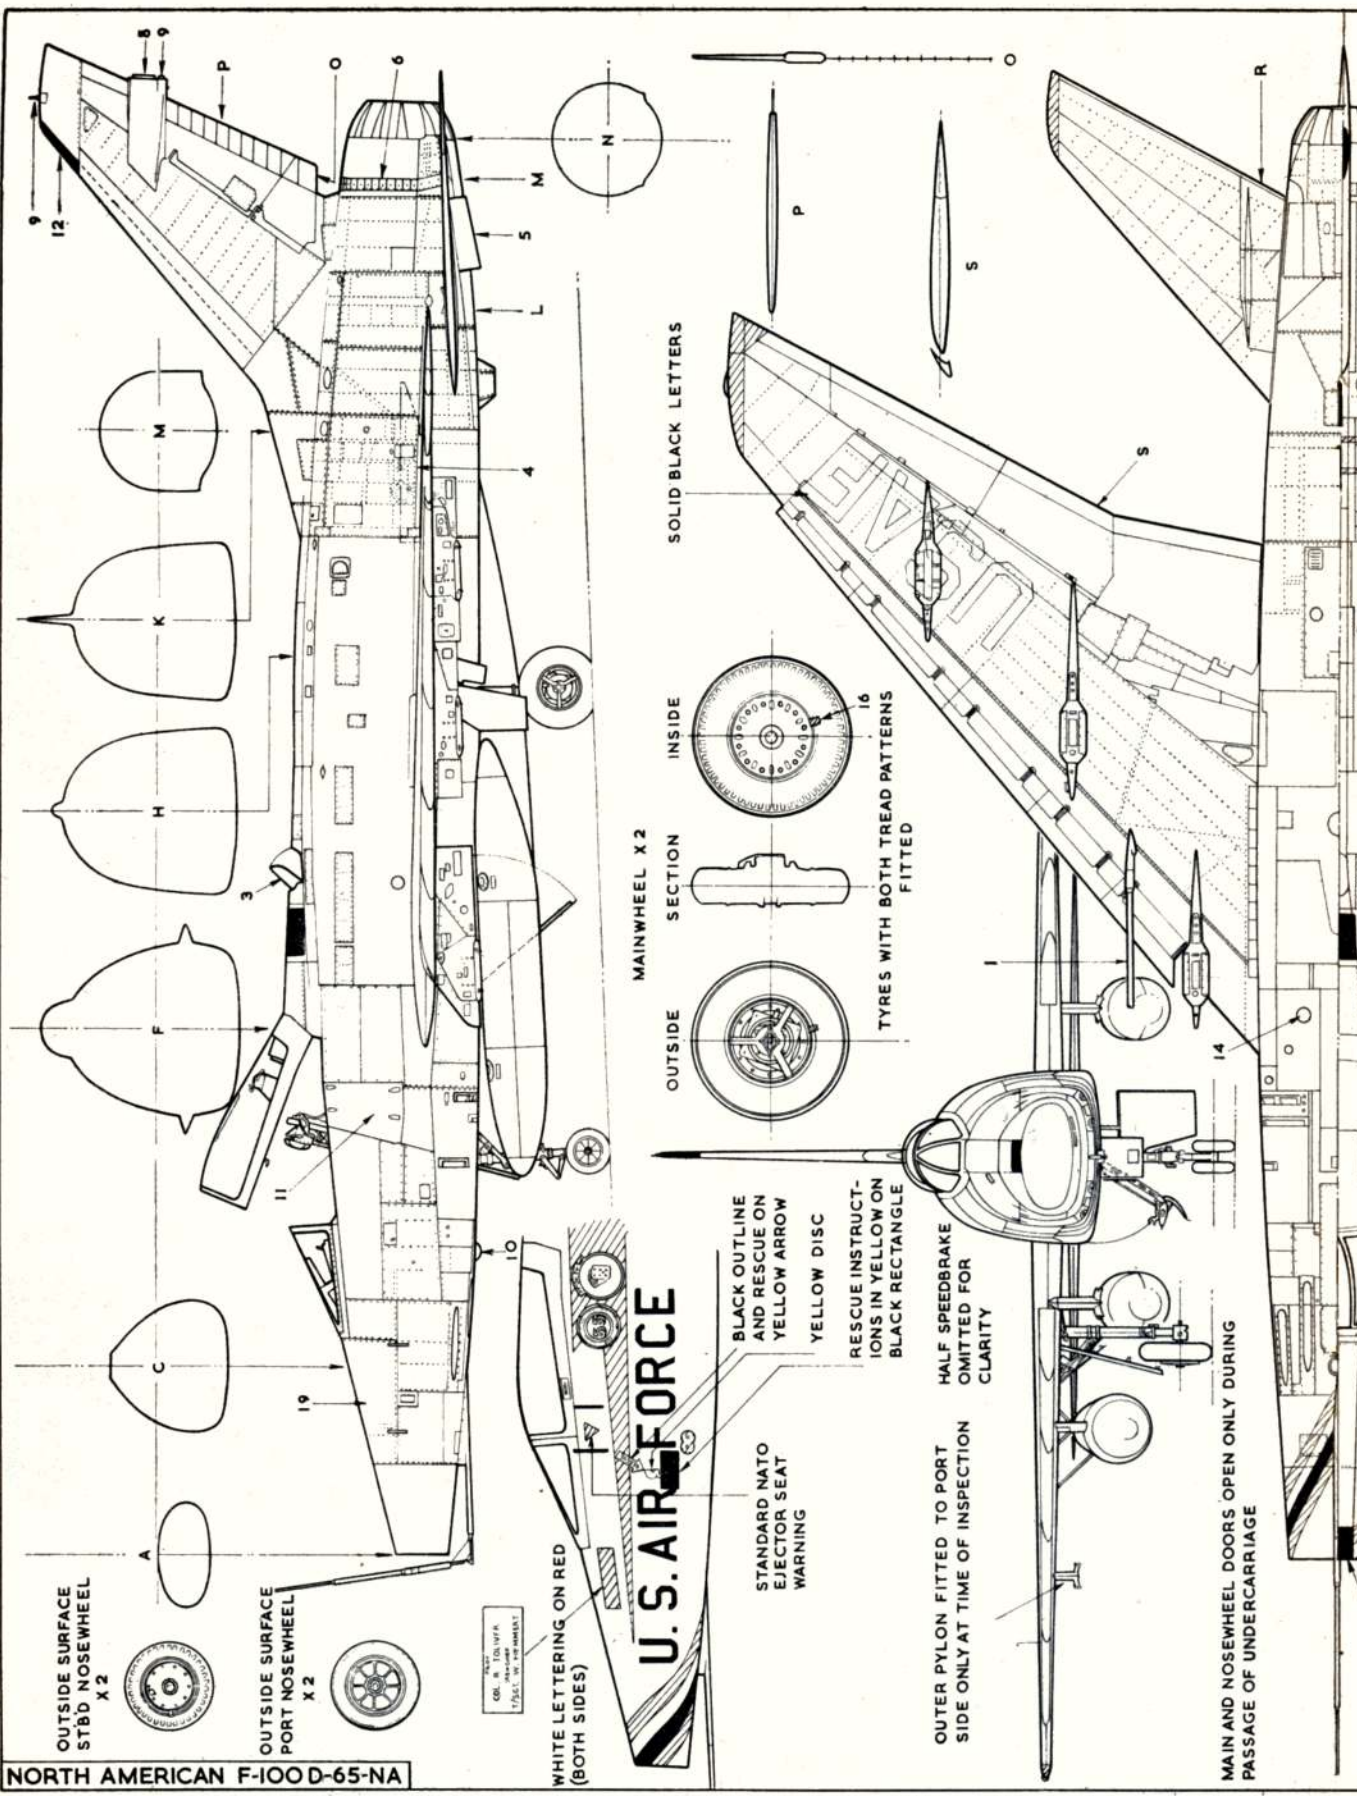 NORTH AMERICAN F-100D-65-NA
OUTSIDE SURFACE
STB'D NOSEWHEEL
X 2
OUTSIDE SURFACE
PORT NOSEWHEEL
X 2
A
C
F
H
K
M
N
9
12
8
9
P
O
6
M
5
L
4
3
11
10
19
COL. R. TOLIVER
WHITE LETTERING ON RED
(BOTH SIDES)
U.S. AIR FORCE
55
STANDARD NATO
EJECTOR SEAT
WARNING
BLACK OUTLINE
AND RESCUE ON
YELLOW ARROW
YELLOW DISC
RESCUE INSTRUCT-
IONS IN YELLOW ON
BLACK RECTANGLE
MAINWHEEL X 2
OUTSIDE
SECTION
INSIDE
16
TYRES WITH BOTH TREAD PATTERNS
FITTED
SOLID BLACK LETTERS
O
P
S
R
S
USAF
1
14
HALF SPEEDBRAKE
OMITTED FOR
CLARITY
OUTER PYLON FITTED TO PORT
SIDE ONLY AT TIME OF INSPECTION
MAIN AND NOSEWHEEL DOORS OPEN ONLY DURING
PASSAGE OF UNDERCARRIAGE